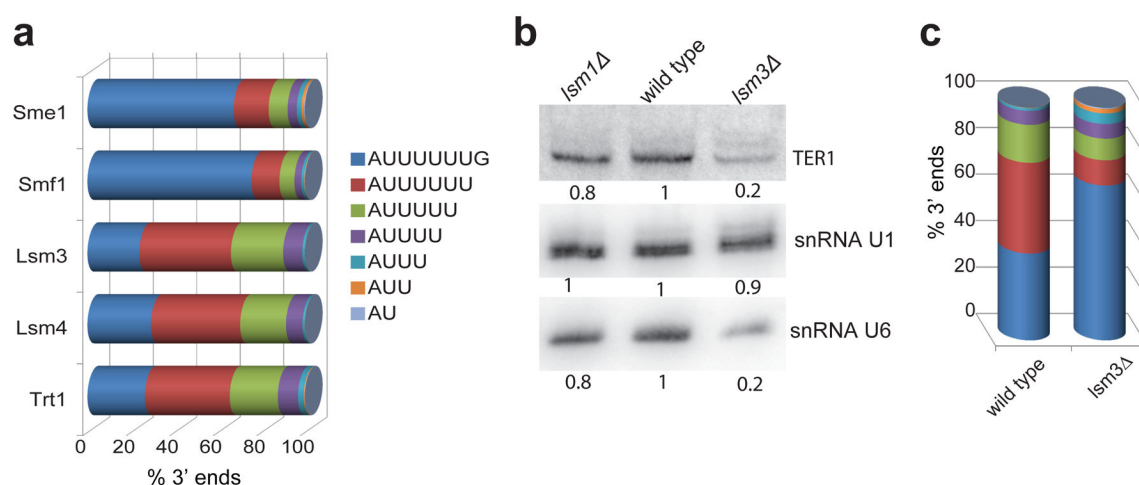 a
Sme1
Smf1
Lsm3
Lsm4
Trt1
0 20 40 60 80 100
% 3' ends
AUUUUUUG
AUUUUUU
AUUUUU
AUUUU
AUUU
AUU
AU
b
lsm1Δ wild type lsm3Δ
TER1
0.8 1 0.2
snRNA U1
1 1 0.9
snRNA U6
0.8 1 0.2
c
100
80
60
40
20
0
% 3' ends
wild type lsm3Δ